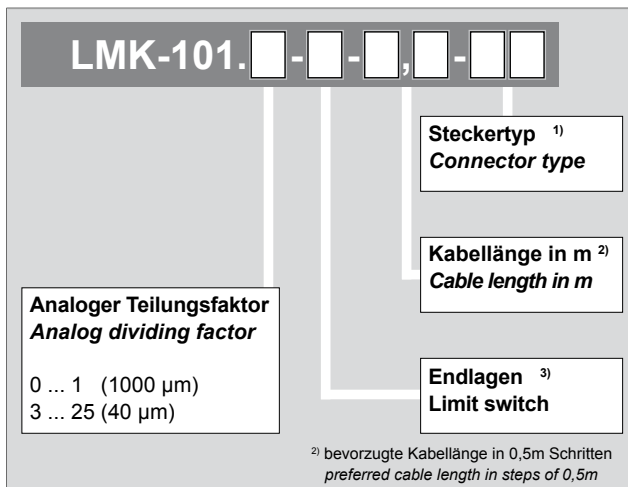 LMK-101.□-□-□,□-□□
Steckertyp 1)
Connector type
Kabellänge in m 2)
Cable length in m
Analoger Teilungsfaktor
Analog dividing factor
0 ... 1 (1000 µm)
3 ... 25 (40 µm)
Endlagen 3)
Limit switch
2) bevorzugte Kabellänge in 0,5m Schritten
preferred cable length in steps of 0,5m